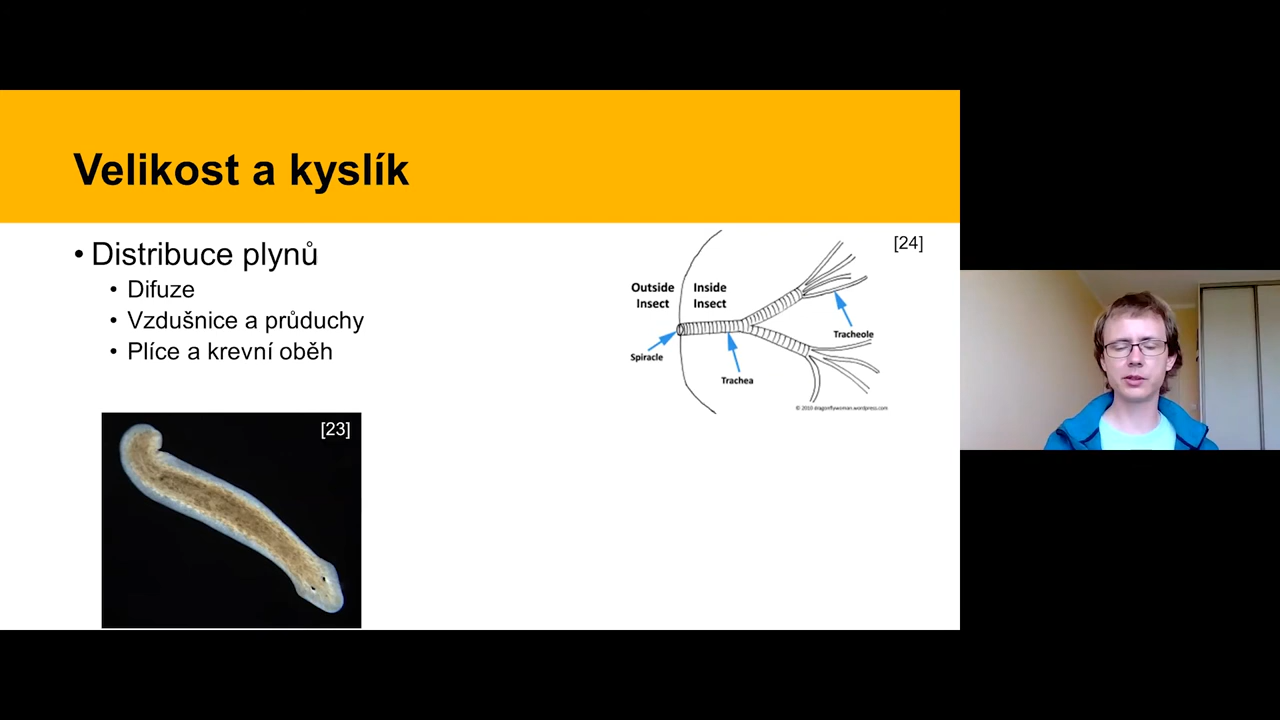 Velikost a kyslík
• Distribuce plynů
• Difuze
• Vzdušnice a průduchy
• Plíce a krevní oběh
[24]
Outside Insect
Inside Insect
Spiracle
Trachea
Tracheole
© 2010 dragonflywoman.wordpress.com
[23]